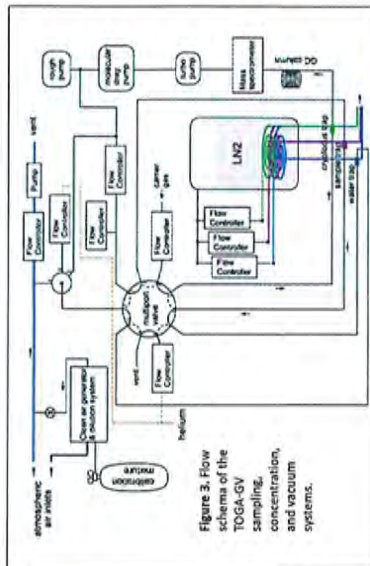 rough
pump
molecular
drag
pump
turbo
pump
Mass
spectrometer
GC column
vent
Pump
Flow
Controller
Flow
Controller
Flow
Controller
Flow
Controller
carrier
gas
Flow
Controller
LN2
Flow
Controller
Flow
Controller
Flow
Controller
cryofocus trap
sample trap
water trap
multiport
valve
vent
Flow
Controller
helium
Clean air generator
& dilution system
atmospheric
air inlets
calibration
mixture
Figure 3. Flow
schema of the
TOGA-GV
sampling,
concentration,
and vacuum
systems.